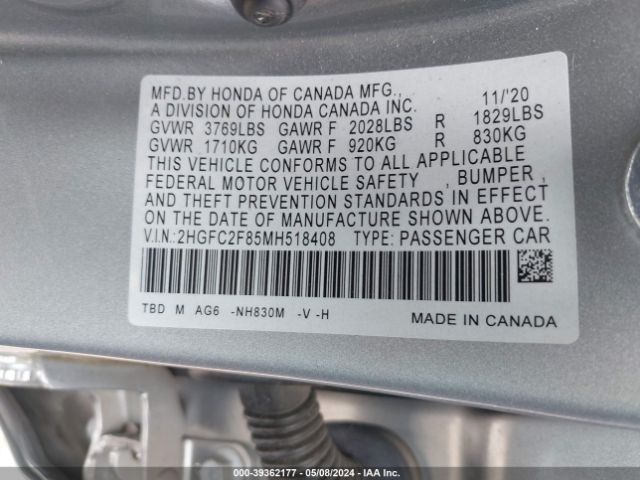 MFD.BY HONDA OF CANADA MFG., 11/'20
A DIVISION OF HONDA CANADA INC.
GVWR 3769LBS GAWR F 2028LBS R 1829LBS
GVWR 1710KG GAWR F 920KG R 830KG
THIS VEHICLE CONFORMS TO ALL APPLICABLE
FEDERAL MOTOR VEHICLE SAFETY , BUMPER ,
AND THEFT PREVENTION STANDARDS IN EFFECT
ON THE DATE OF MANUFACTURE SHOWN ABOVE.
V.I.N.:2HGFC2F85MH518408 TYPE: PASSENGER CAR
TBD M AG6 -NH830M -V -H MADE IN CANADA
000-39362177 - 05/08/2024 - IAA Inc.